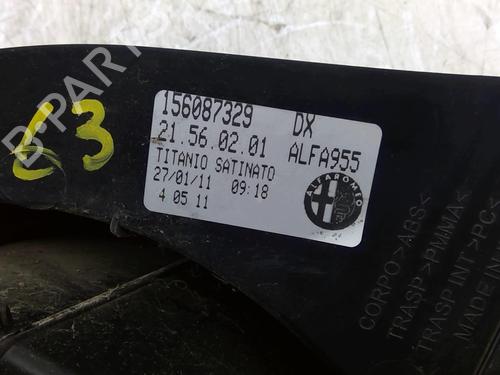 B-PARTS
63
156087329 DX
21.56.02.01 ALFA955
TITANIO SATINATO
27/01/11 09:18
4 05 11
ALFA ROMEO
CORPO>ABS<
TRASP>PMMA<
TRASP INT>PC<
MADE IN